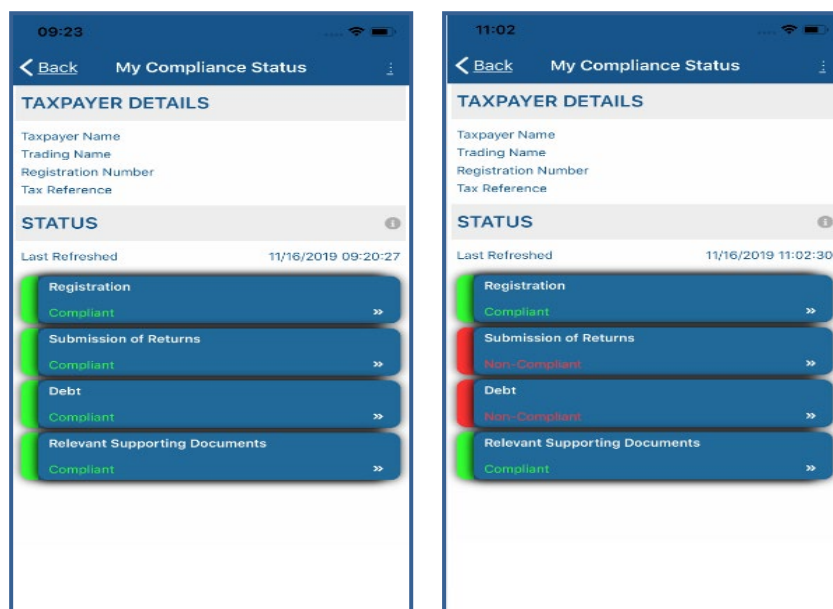 09:23
Back My Compliance Status
TAXPAYER DETAILS
Taxpayer Name
Trading Name
Registration Number
Tax Reference
STATUS
Last Refreshed 11/16/2019 09:20:27
Registration
Compliant »
Submission of Returns
Compliant »
Debt
Compliant »
Relevant Supporting Documents
Compliant »
11:02
Back My Compliance Status
TAXPAYER DETAILS
Taxpayer Name
Trading Name
Registration Number
Tax Reference
STATUS
Last Refreshed 11/16/2019 11:02:30
Registration
Compliant »
Submission of Returns
Non-Compliant »
Debt
Non-Compliant »
Relevant Supporting Documents
Compliant »